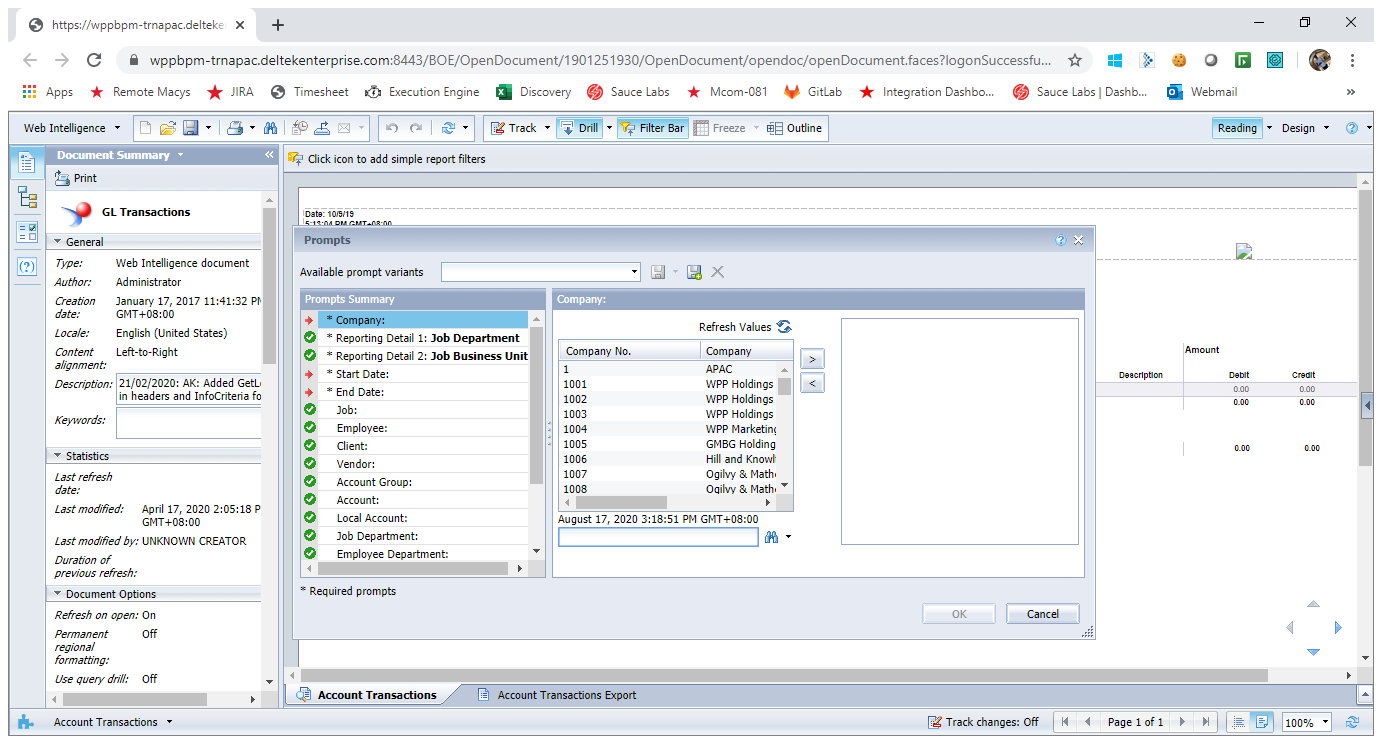 https://wppbpm-trnapac.delteke
wppbpm-trnapac.deltekenterprise.com:8443/BOE/OpenDocument/1901251930/OpenDocument/opendoc/openDocument.faces?logonSuccessfu...
Apps Remote Macys JIRA Timesheet Execution Engine Discovery Sauce Labs Mcom-081 GitLab Integration Dashbo... Sauce Labs | Dashb... Webmail »
Web Intelligence Track Drill Filter Bar Freeze Outline Reading Design
Document Summary
Click icon to add simple report filters
Print
GL Transactions
General
Type: Web Intelligence document
Author: Administrator
Creation date: January 17, 2017 11:41:32 PM
GMT+08:00
Locale: English (United States)
Content alignment: Left-to-Right
Description: 21/02/2020: AK: Added GetL
in headers and InfoCriteria fo
Keywords:
Statistics
Last refresh date:
Last modified: April 17, 2020 2:05:18 P
GMT+08:00
Last modified by: UNKNOWN CREATOR
Duration of previous refresh:
Document Options
Refresh on open: On
Permanent regional formatting: Off
Use query drill: Off
Date: 10/9/19
5:13:04 PM GMT+08:00
Prompts
Available prompt variants
Prompts Summary
* Company:
* Reporting Detail 1: Job Department
* Reporting Detail 2: Job Business Unit
* Start Date:
* End Date:
Job:
Employee:
Client:
Vendor:
Account Group:
Account:
Local Account:
Job Department:
Employee Department:
* Required prompts
Company:
Refresh Values
Company No. Company
1 APAC
1001 WPP Holdings
1002 WPP Holdings
1003 WPP Holdings
1004 WPP Marketing
1005 GMBG Holding
1006 Hill and Knowl
1007 Ogilvy & Math
1008 Ogilvy & Math
August 17, 2020 3:18:51 PM GMT+08:00
>
<
OK Cancel
Amount
Description Debit Credit
0.00 0.00
0.00 0.00
0.00 0.00
Account Transactions Account Transactions Export
Account Transactions Track changes: Off Page 1 of 1 100%